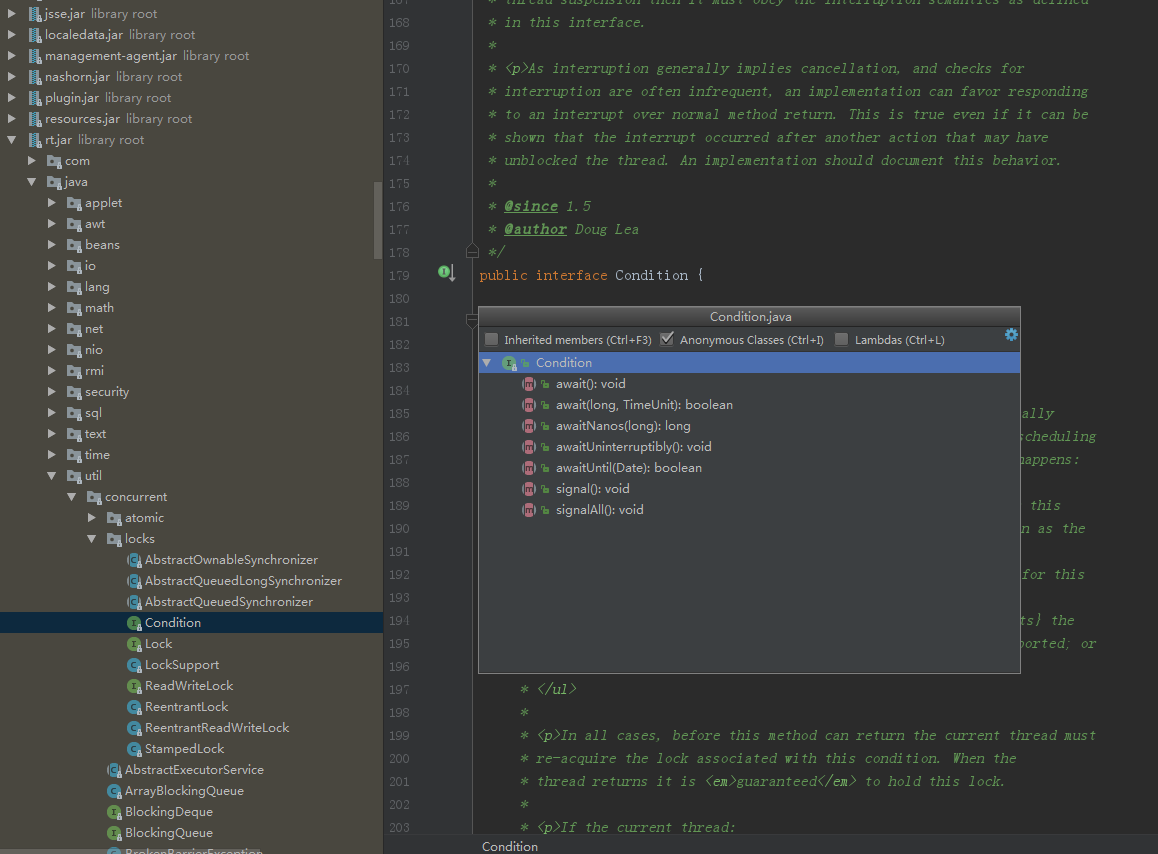 jsse.jar library root
localedata.jar library root
management-agent.jar library root
nashorn.jar library root
plugin.jar library root
resources.jar library root
rt.jar library root
com
java
applet
awt
beans
io
lang
math
net
nio
rmi
security
sql
text
time
util
concurrent
atomic
locks
AbstractOwnableSynchronizer
AbstractQueuedLongSynchronizer
AbstractQueuedSynchronizer
Condition
Lock
LockSupport
ReadWriteLock
ReentrantLock
ReentrantReadWriteLock
StampedLock
AbstractExecutorService
ArrayBlockingQueue
BlockingDeque
BlockingQueue
BrokenBarrierException
167 * thread suspension then it must obey the interruption semantics as defined
168 * in this interface.
169 *
170 * <p>As interruption generally implies cancellation, and checks for
171 * interruption are often infrequent, an implementation can favor responding
172 * to an interrupt over normal method return. This is true even if it can be
173 * shown that the interrupt occurred after another action that may have
174 * unblocked the thread. An implementation should document this behavior.
175 *
176 * @since 1.5
177 * @author Doug Lea
178 */
179 public interface Condition {
180
181
182
183
184
185 ally
186 scheduling
187 happens:
188
189 this
190 n as the
191
192 for this
193
194 ts} the
195 ported; or
196
197 * </ul>
198 *
199 * <p>In all cases, before this method can return the current thread must
200 * re-acquire the lock associated with this condition. When the
201 * thread returns it is <em>guaranteed</em> to hold this lock.
202 *
203 * <p>If the current thread:
Condition.java
Inherited members (Ctrl+F3) Anonymous Classes (Ctrl+I) Lambdas (Ctrl+L)
Condition
await(): void
await(long, TimeUnit): boolean
awaitNanos(long): long
awaitUninterruptibly(): void
awaitUntil(Date): boolean
signal(): void
signalAll(): void
Condition